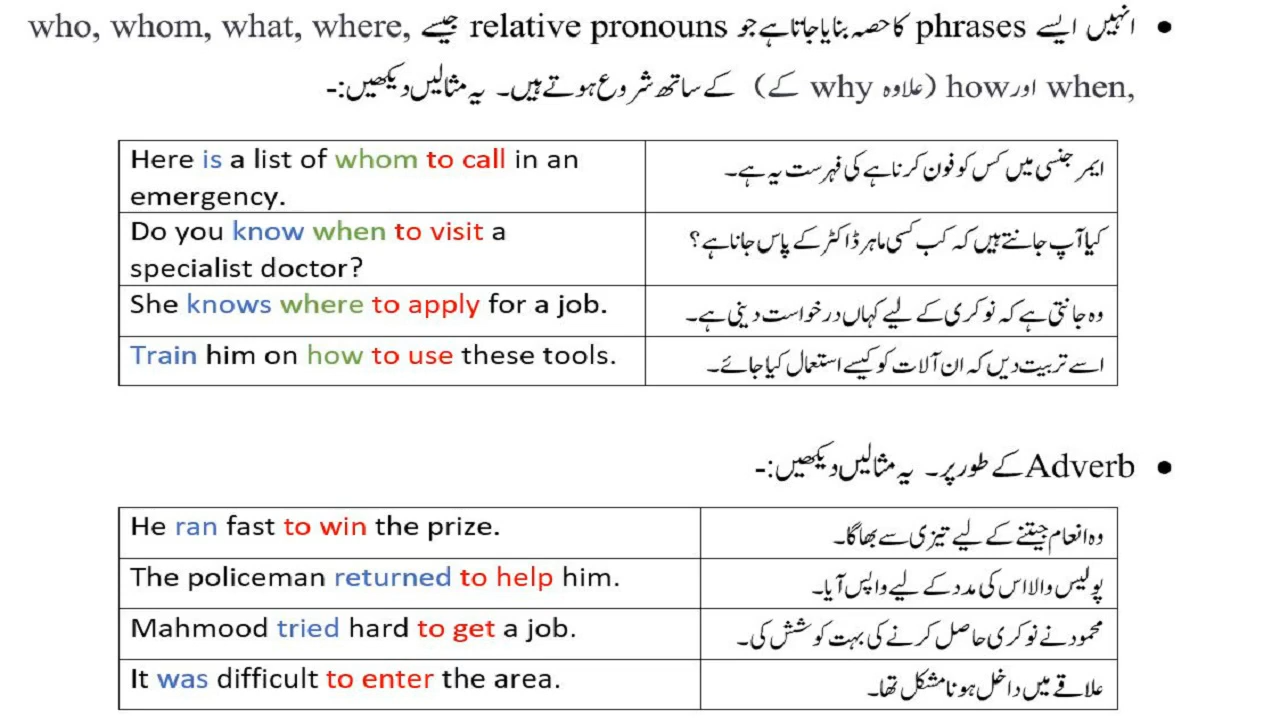 انہیں ایسے phrases کا حصہ بنایا جاتا ہے جو relative pronouns جیسے who, whom, what, where,
when, اور how (علاوہ why کے) کے ساتھ شروع ہوتے ہیں۔ یہ مثالیں دیکھیں:-
Here is a list of whom to call in an
emergency.
ایمرجنسی میں کس کو فون کرنا ہے کی فہرست یہ ہے۔
Do you know when to visit a
specialist doctor?
کیا آپ جانتے ہیں کہ کب کسی ماہر ڈاکٹر کے پاس جانا ہے؟
She knows where to apply for a job.
وہ جانتی ہے کہ نوکری کے لیے کہاں درخواست دینی ہے۔
Train him on how to use these tools.
اسے تربیت دیں کہ ان آلات کو کیسے استعمال کیا جائے۔
Adverb کے طور پر۔ یہ مثالیں دیکھیں:-
He ran fast to win the prize.
وہ انعام جیتنے کے لیے تیزی سے بھاگا۔
The policeman returned to help him.
پولیس والا اس کی مدد کے لیے واپس آیا۔
Mahmood tried hard to get a job.
محمود نے نوکری حاصل کرنے کی بہت کوشش کی۔
It was difficult to enter the area.
علاقے میں داخل ہونا مشکل تھا۔